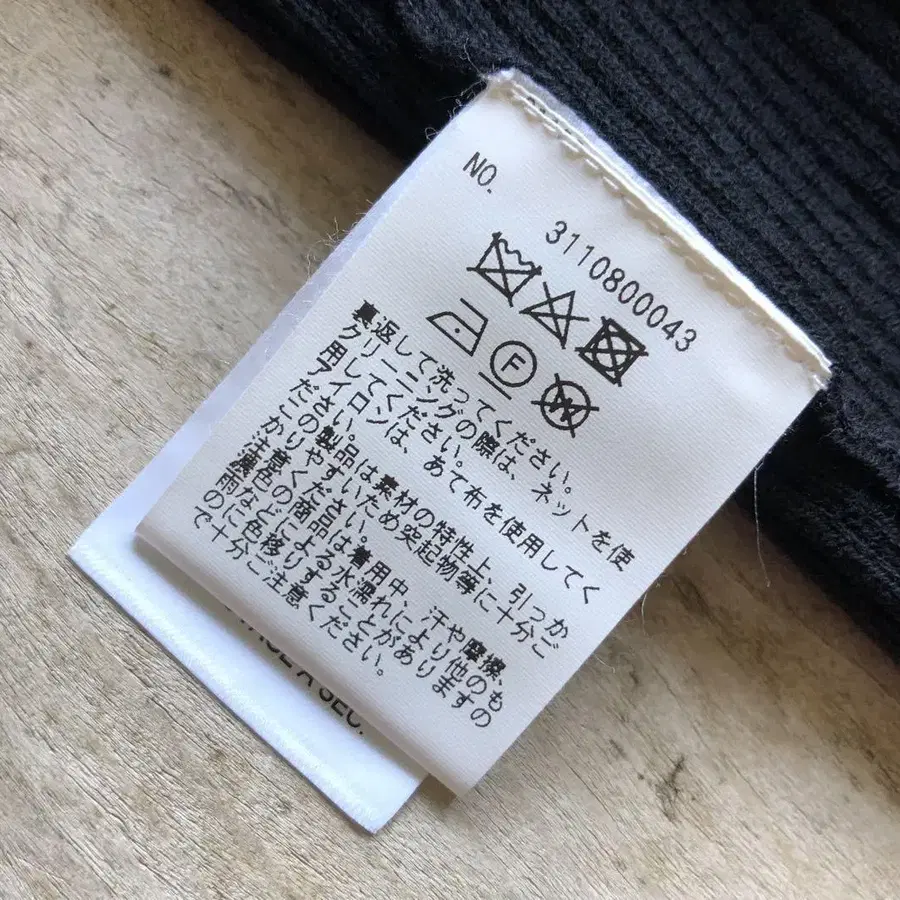 NO. 3110800043
F
W
裏返して洗ってください。
クリーニングの際は、ネットを使
用してください。
アイロンは、あて布を使用してく
ださい。
この製品は素材の特性上、引っか
かりやすいため突起物等に十分ご
注意ください。
濃色の商品は着用中、汗や摩擦、
雨などによる水濡れにより他のも
のに色移りすることがありますの
で十分ご注意ください。
A SEC.